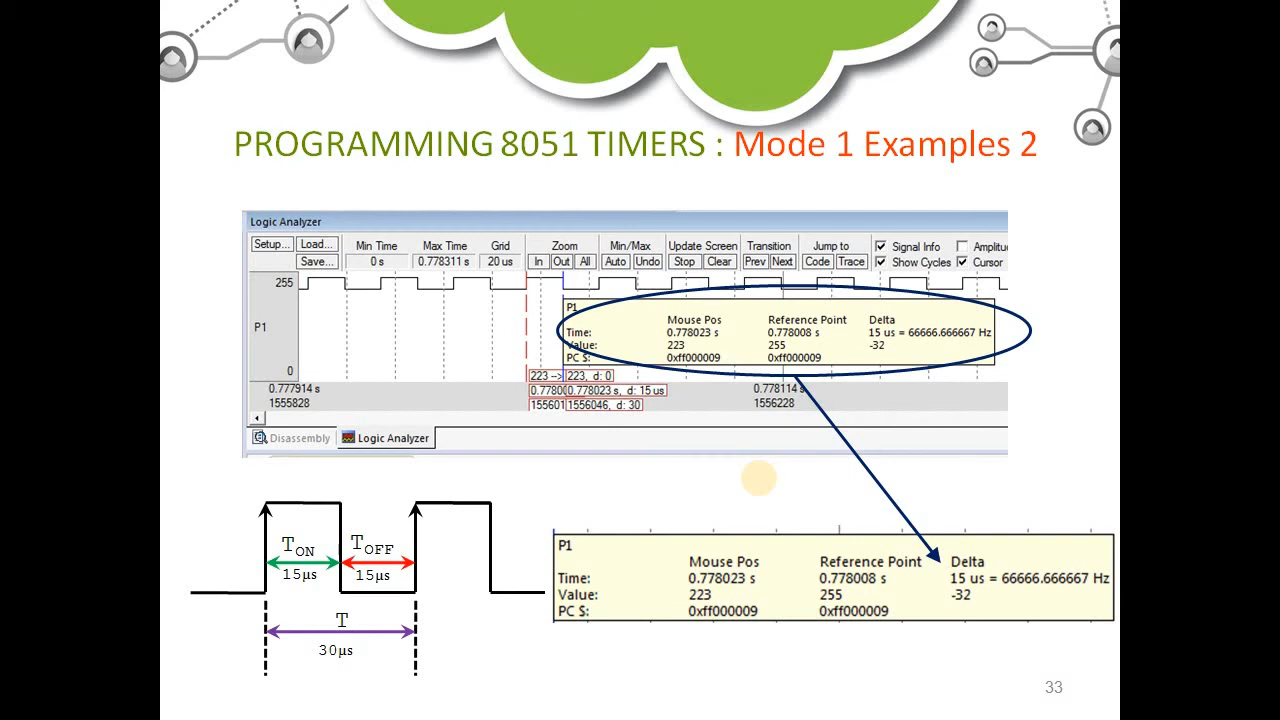 PROGRAMMING 8051 TIMERS : Mode 1 Examples 2
Logic Analyzer
Setup... Load... Min Time Max Time Grid Zoom Min/Max Update Screen Transition Jump to Signal Info
Save... 0 s 0.778311 s 20 us In Out All Auto Undo Stop Clear Prev Next Code Trace Show Cycles Cursor
255
P1
0
P1
Mouse Pos Reference Point Delta
Time: 0.778023 s 0.778008 s 15 us = 66666.666667 Hz
Value: 223 255 -32
PC $: 0xff000009 0xff000009
223 --> 223, d: 0
0.777914 s 0.778023 s, d: 15 us 0.778114 s
1555828 1556046, d: 30 1556228
Disassembly Logic Analyzer
TON TOFF
15µs 15µs
T
30µs
P1
Mouse Pos Reference Point Delta
Time: 0.778023 s 0.778008 s 15 us = 66666.666667 Hz
Value: 223 255 -32
PC $: 0xff000009 0xff000009
33